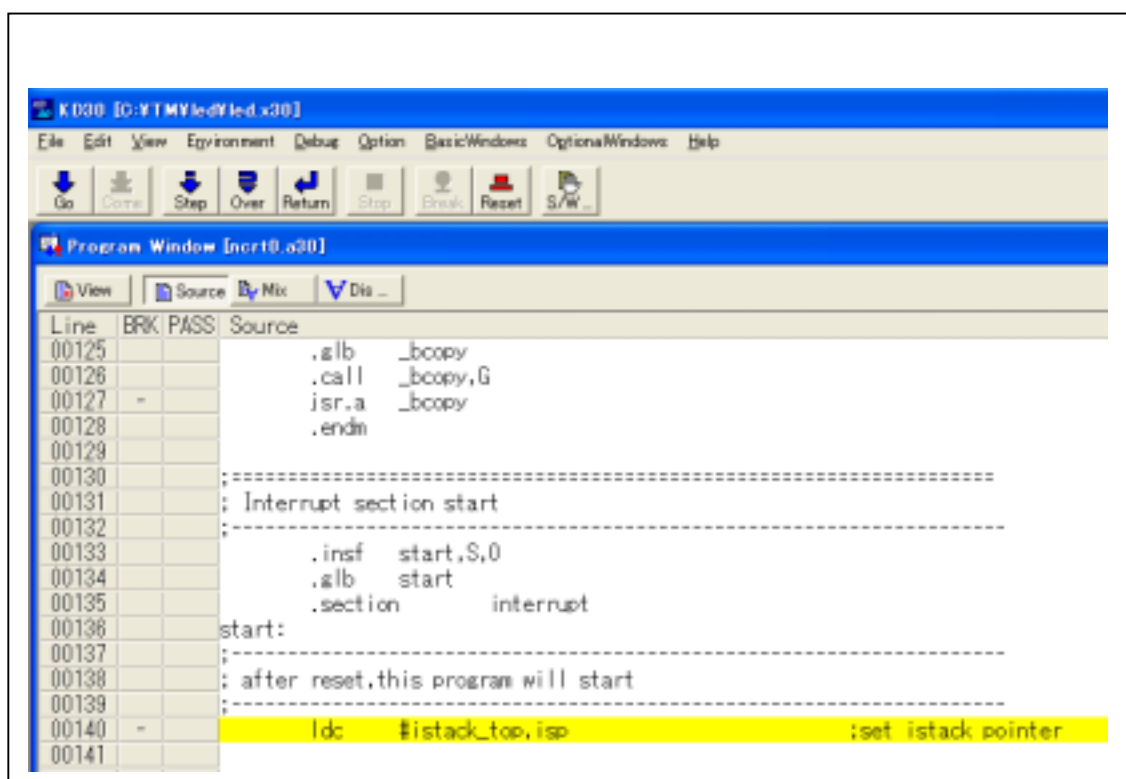 KD30 [C:¥TM¥led¥led.x30]
File Edit View Environment Debug Option BasicWindows OptionalWindows Help
Go Come Step Over Return Stop Break Reset S/W...
Program Window [ncrt0.a30]
View Source Mix Dis ...
Line BRK PASS Source
00125 .glb _bcopy
00126 .call _bcopy,G
00127 - jsr.a _bcopy
00128 .endm
00129
00130 ;====================================================================
00131 ; Interrupt section start
00132 ;---------------------------------------------------------------------
00133 .insf start,S,0
00134 .glb start
00135 .section interrupt
00136 start:
00137 ;---------------------------------------------------------------------
00138 ; after reset,this program will start
00139 ;---------------------------------------------------------------------
00140 - ldc #istack_top,isp ;set istack pointer
00141